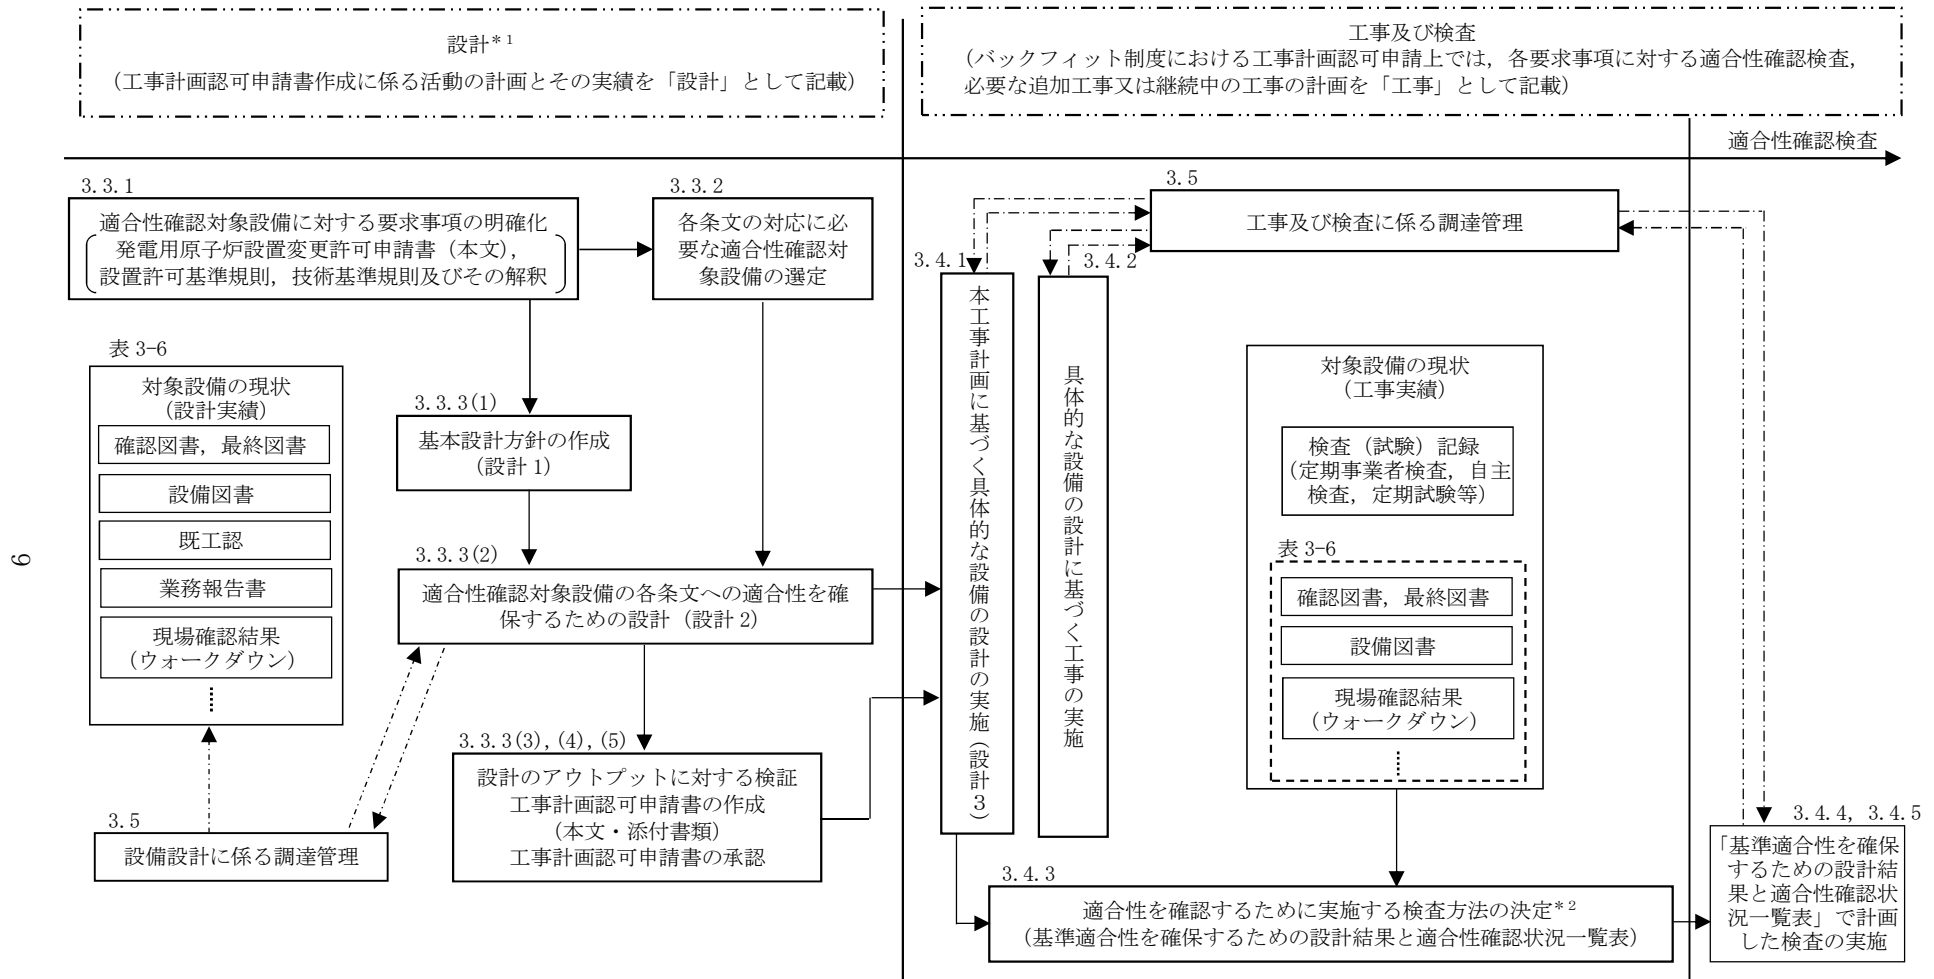 設計*1
(工事計画認可申請書作成に係る活動の計画とその実績を「設計」として記載)
工事及び検査
(バックフィット制度における工事計画認可申請上では,各要求事項に対する適合性確認検査,
必要な追加工事又は継続中の工事の計画を「工事」として記載)
適合性確認検査
3.3.1
適合性確認対象設備に対する要求事項の明確化
発電用原子炉設置変更許可申請書(本文),
設置許可基準規則,技術基準規則及びその解釈
3.3.2
各条文の対応に必
要な適合性確認対
象設備の選定
表 3-6
対象設備の現状
(設計実績)
確認図書,最終図書
設備図書
既工認
業務報告書
現場確認結果
(ウォークダウン)
3.3.3(1)
基本設計方針の作成
(設計 1)
3.3.3(2)
適合性確認対象設備の各条文への適合性を確
保するための設計(設計 2)
3.3.3(3),(4),(5)
設計のアウトプットに対する検証
工事計画認可申請書の作成
(本文・添付書類)
工事計画認可申請書の承認
3.5
設備設計に係る調達管理
3.5
工事及び検査に係る調達管理
3.4.1
本工事計画に基づく具体的な設備の設計の実施(設計3)
3.4.2
具体的な設備の設計に基づく工事の実施
対象設備の現状
(工事実績)
検査(試験)記録
(定期事業者検査,自主
検査,定期試験等)
表 3-6
確認図書,最終図書
設備図書
現場確認結果
(ウォークダウン)
3.4.3
適合性を確認するために実施する検査方法の決定*2
(基準適合性を確保するための設計結果と適合性確認状況一覧表)
3.4.4, 3.4.5
「基準適合性を確保
するための設計結
果と適合性確認状
況一覧表」で計画
した検査の実施
6